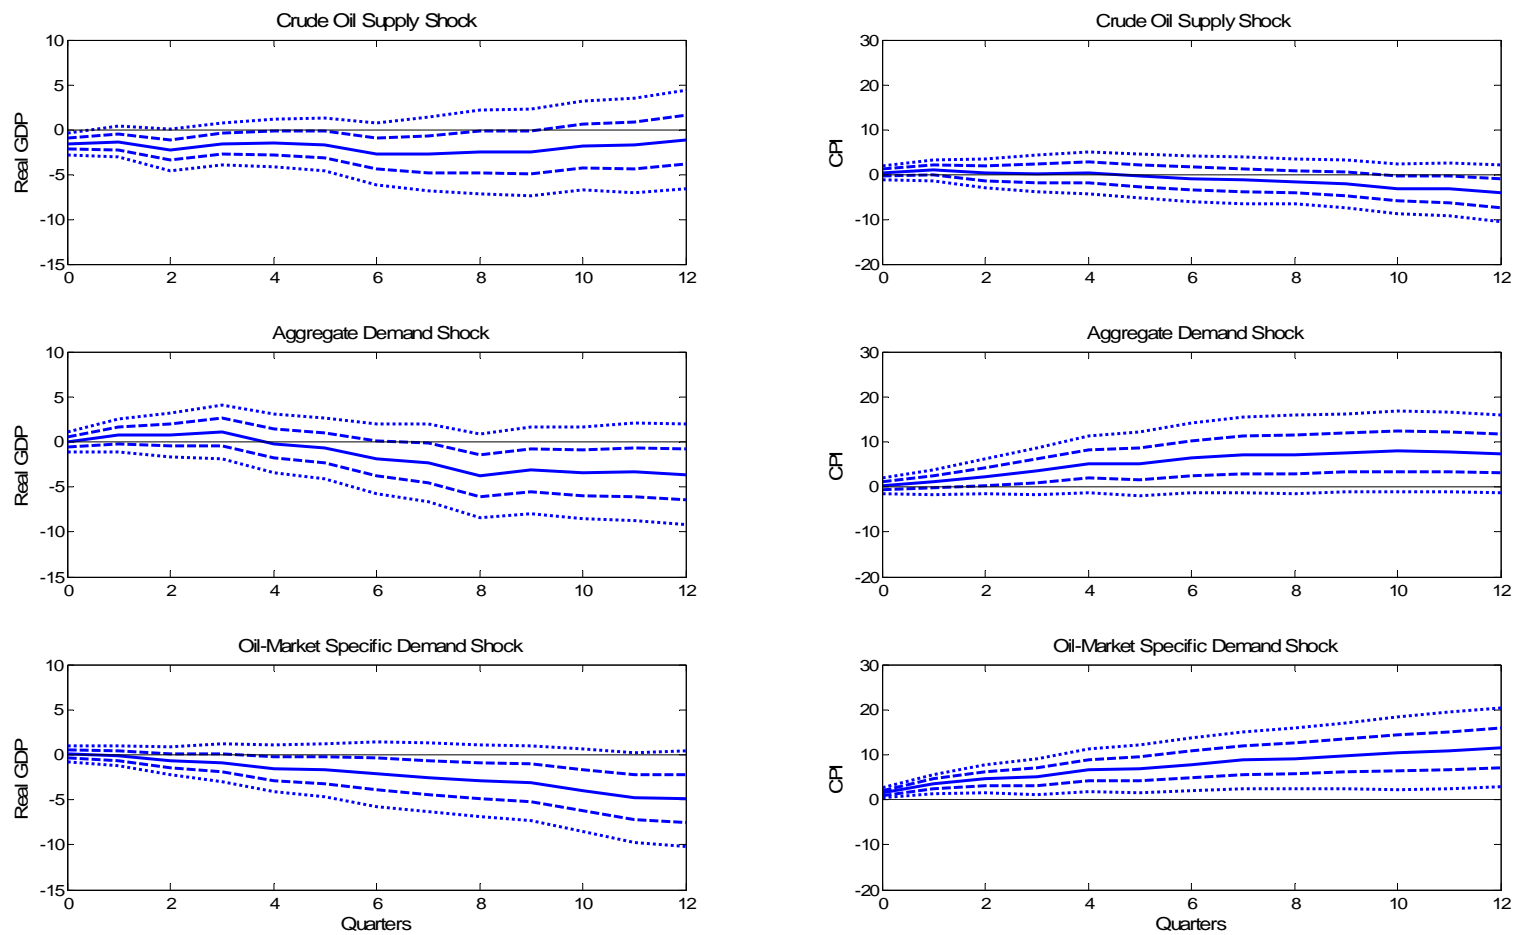 Crude Oil Supply Shock
10
5
0
-5
-10
-15
Real GDP
0 2 4 6 8 10 12
Crude Oil Supply Shock
30
20
10
0
-10
-20
CPI
0 2 4 6 8 10 12
Aggregate Demand Shock
10
5
0
-5
-10
-15
Real GDP
0 2 4 6 8 10 12
Aggregate Demand Shock
30
20
10
0
-10
-20
CPI
0 2 4 6 8 10 12
Oil-Market Specific Demand Shock
10
5
0
-5
-10
-15
Real GDP
0 2 4 6 8 10 12
Quarters
Oil-Market Specific Demand Shock
30
20
10
0
-10
-20
CPI
0 2 4 6 8 10 12
Quarters